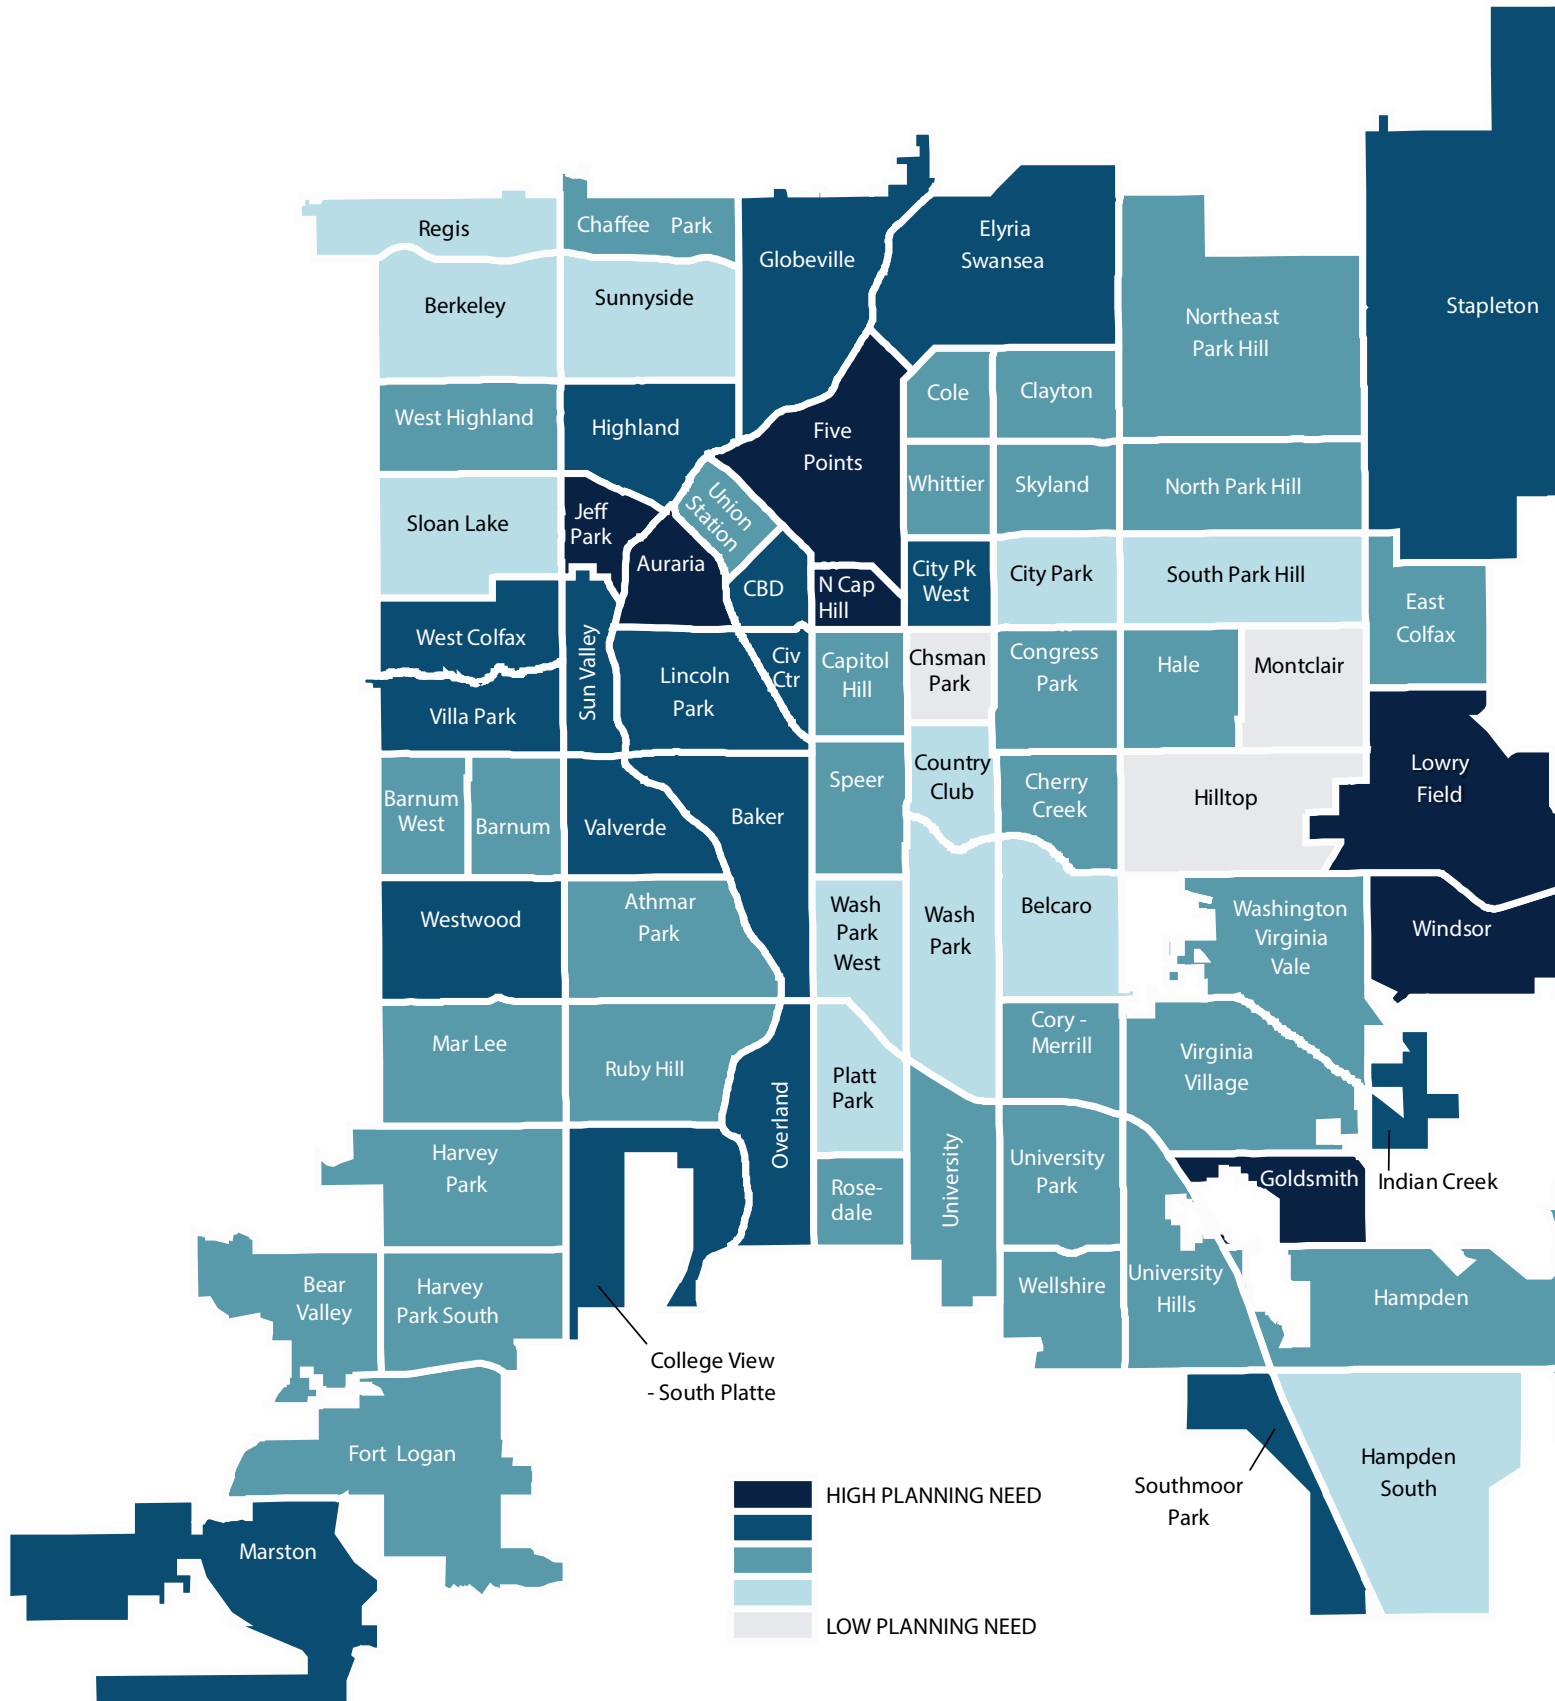 Regis
Chaffee Park
Globeville
Elyria
Swansea
Stapleton
Berkeley
Sunnyside
Northeast
Park Hill
West Highland
Highland
Five
Points
Cole
Clayton
Whittier
Skyland
North Park Hill
Sloan Lake
Jeff
Park
Union
Station
Auraria
CBD
N Cap
Hill
City Pk
West
City Park
South Park Hill
East
Colfax
West Colfax
Sun Valley
Lincoln
Park
Civ
Ctr
Capitol
Hill
Chsman
Park
Congress
Park
Hale
Montclair
Villa Park
Barnum
West
Barnum
Valverde
Baker
Speer
Country
Club
Cherry
Creek
Hilltop
Lowry
Field
Westwood
Athmar
Park
Wash
Park
West
Wash
Park
Belcaro
Washington
Virginia
Vale
Windsor
Mar Lee
Ruby Hill
Overland
Platt
Park
Cory -
Merrill
Virginia
Village
Harvey
Park
Rose-
dale
University
University
Park
Goldsmith
Indian Creek
Bear
Valley
Harvey
Park South
Wellshire
University
Hills
Hampden
College View
- South Platte
Fort Logan
Southmoor
Park
Hampden
South
Marston
HIGH PLANNING NEED
LOW PLANNING NEED